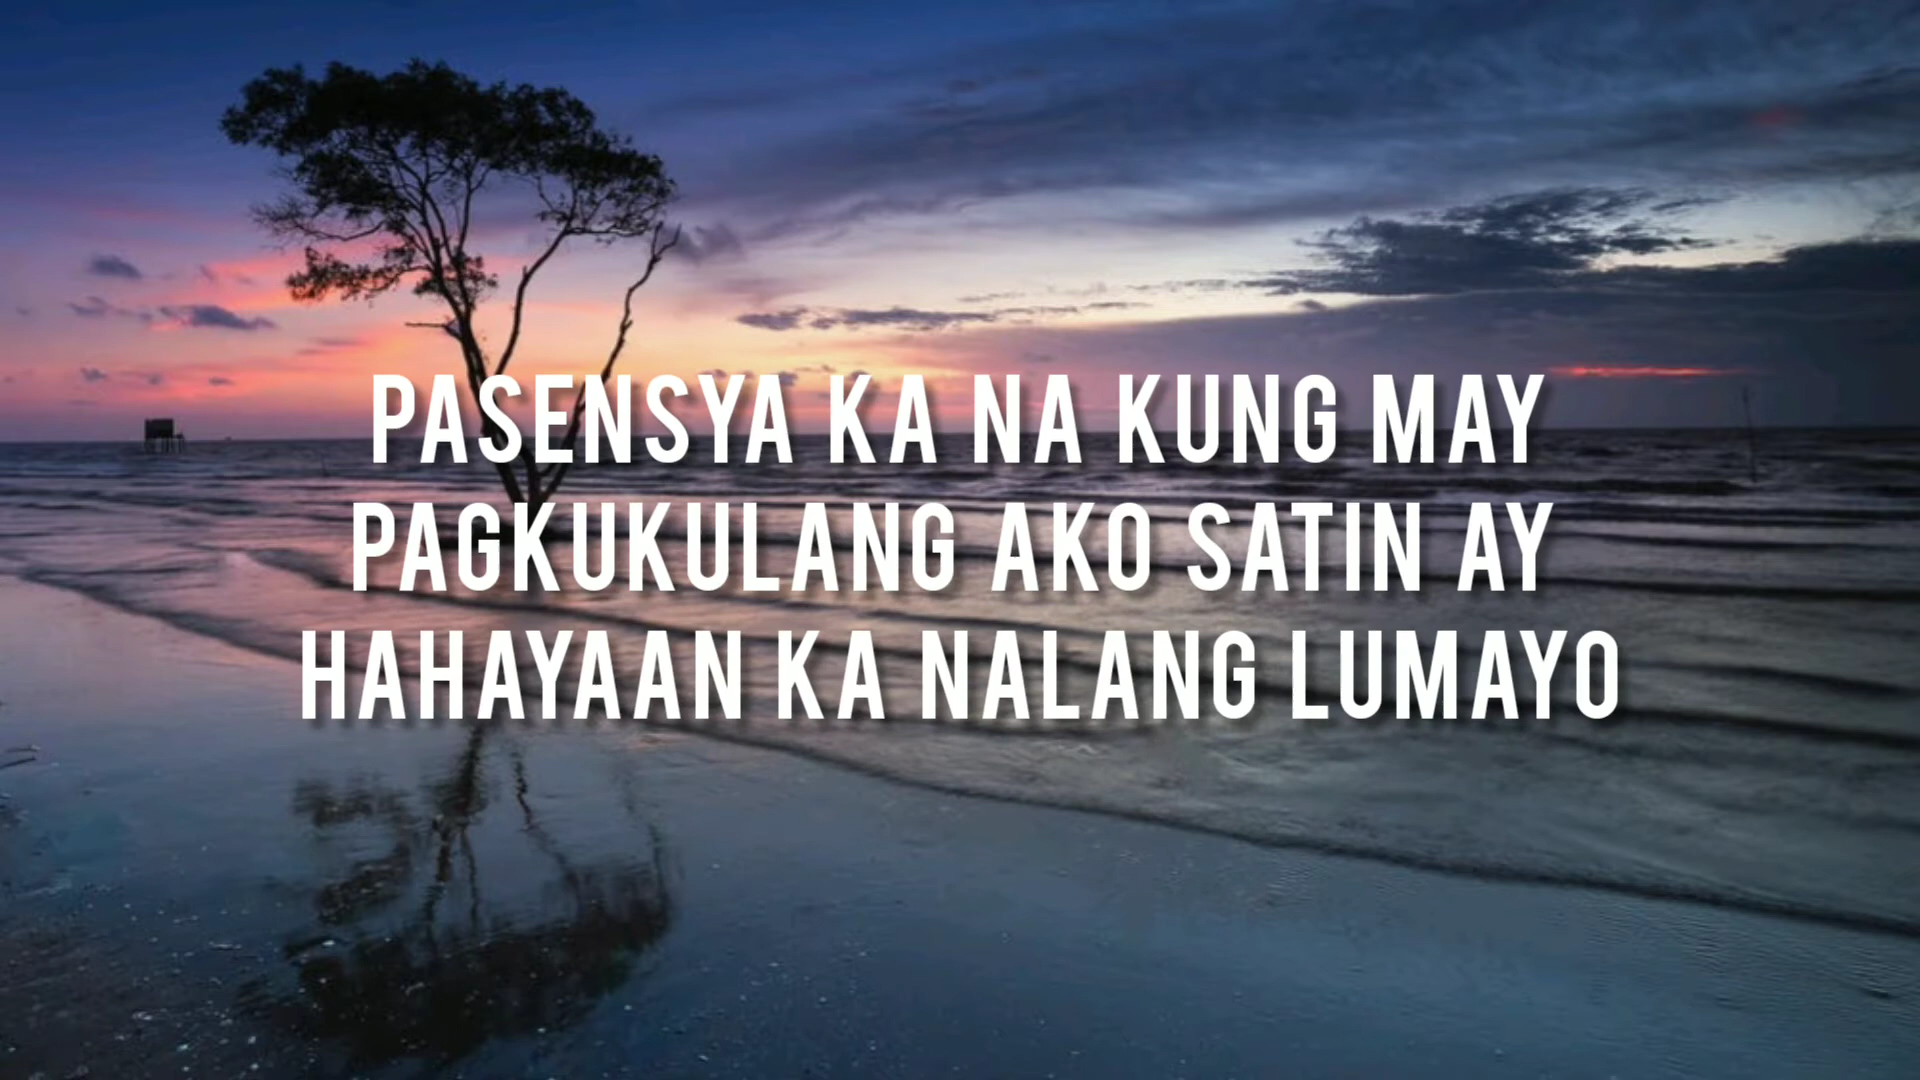 PASENSYA KA NA KUNG MAY
PAGKUKULANG AKO SATIN AY
HAHAYAAN KA NALANG LUMAYO